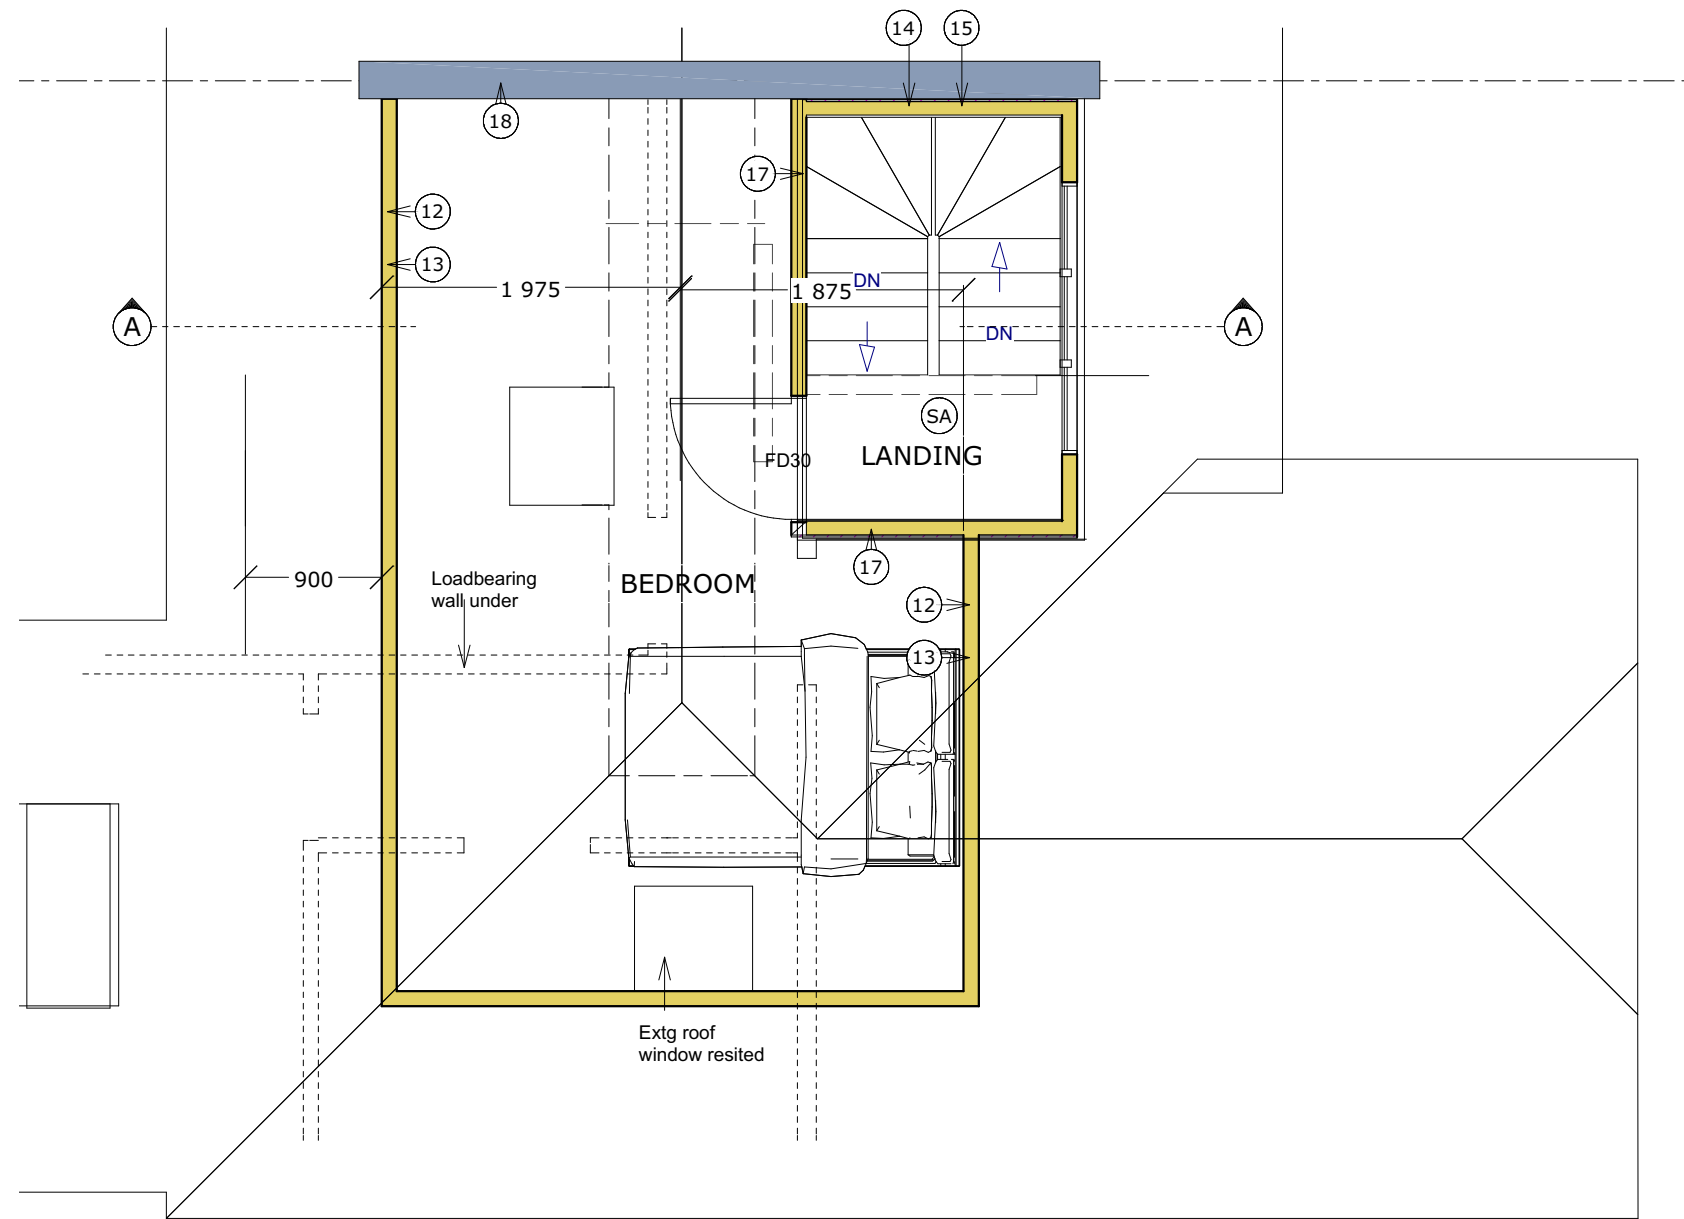 14
15
18
17
12
13
DN
1 975
1 875
A
A
DN
SA
LANDING
FD30
900
Loadbearing
wall under
BEDROOM
17
12
13
Extg roof
window resited